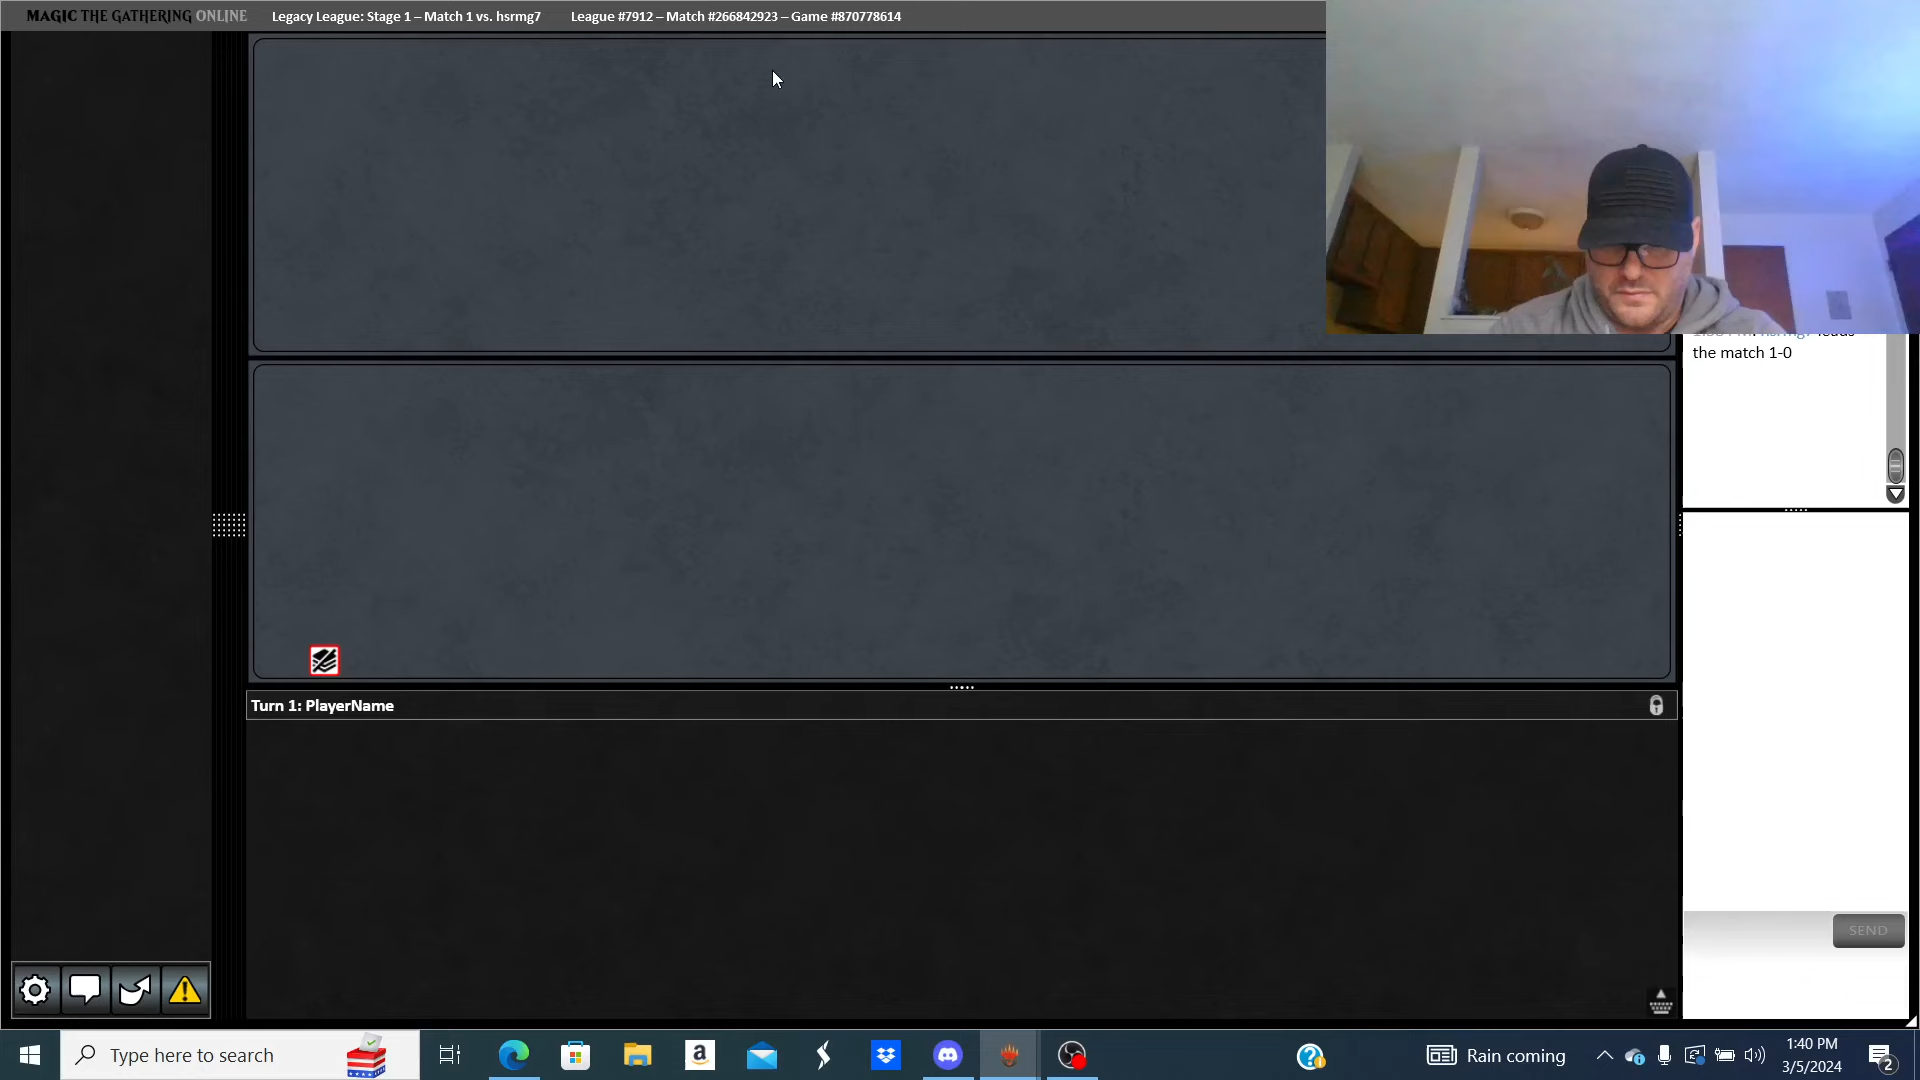 MAGIC THE GATHERING ONLINE
Legacy League: Stage 1 – Match 1 vs. hsrmg7
League #7912 – Match #266842923 – Game #870778614
the match 1-0
Turn 1: PlayerName
SEND
Type here to search
a
Rain coming
1:40 PM
3/5/2024
2